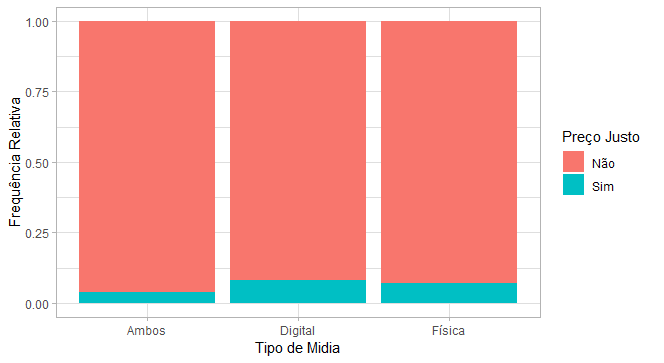 Frequência Relativa
1.00
0.75
0.50
0.25
0.00
Ambos
Digital
Física
Tipo de Midia
Preço Justo
Não
Sim